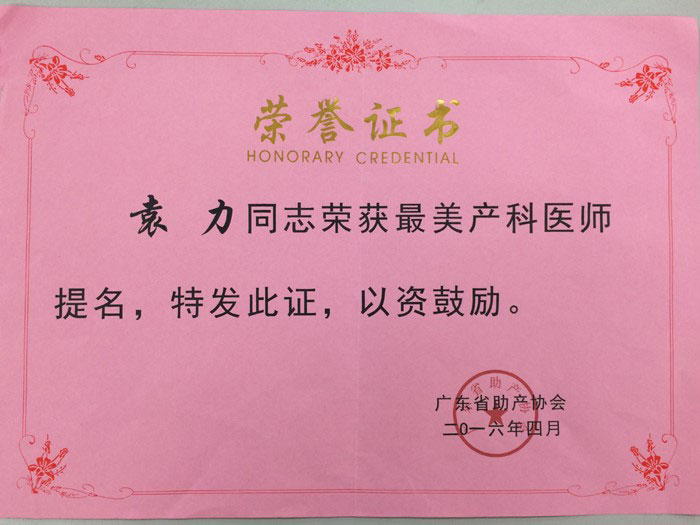 荣誉证书
HONORARY CREDENTIAL
袁 力同志荣获最美产科医师
提名，特发此证，以资鼓励。
广东省助产协会
二0一六年四月